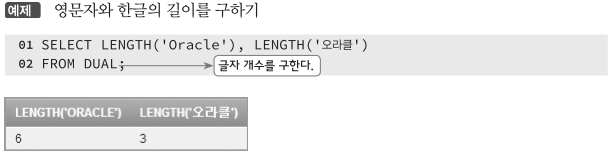 예제 영문자와 한글의 길이를 구하기
01 SELECT LENGTH('Oracle'), LENGTH('오라클')
02 FROM DUAL; 글자 개수를 구한다.
LENGTH('ORACLE') LENGTH('오라클')
6 3